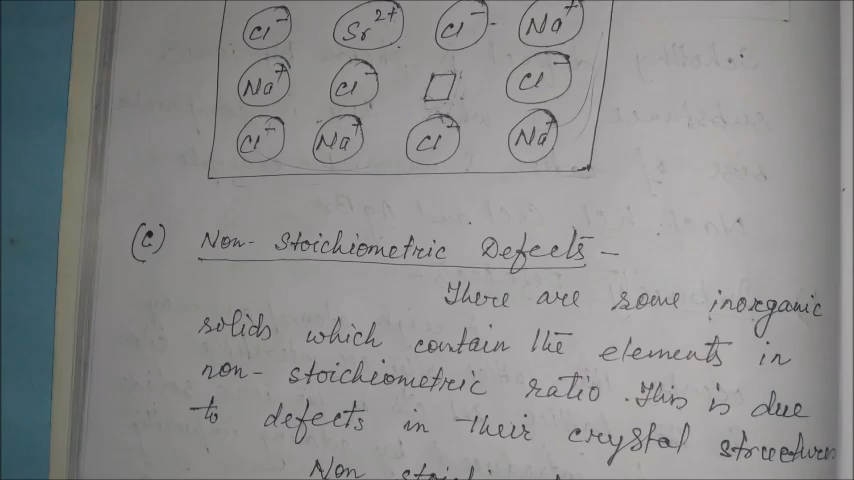 Cl⁻ Sr²⁺ Cl⁻ Na⁺
Na⁺ Cl⁻ □ Cl⁻
Cl⁻ Na⁺ Cl⁻ Na⁺
(C) Non-Stoichiometric Defects –
There are some inorganic
solids which contain the elements in
non-stoichiometric ratio. This is due
to defects in their crystal structure
Non